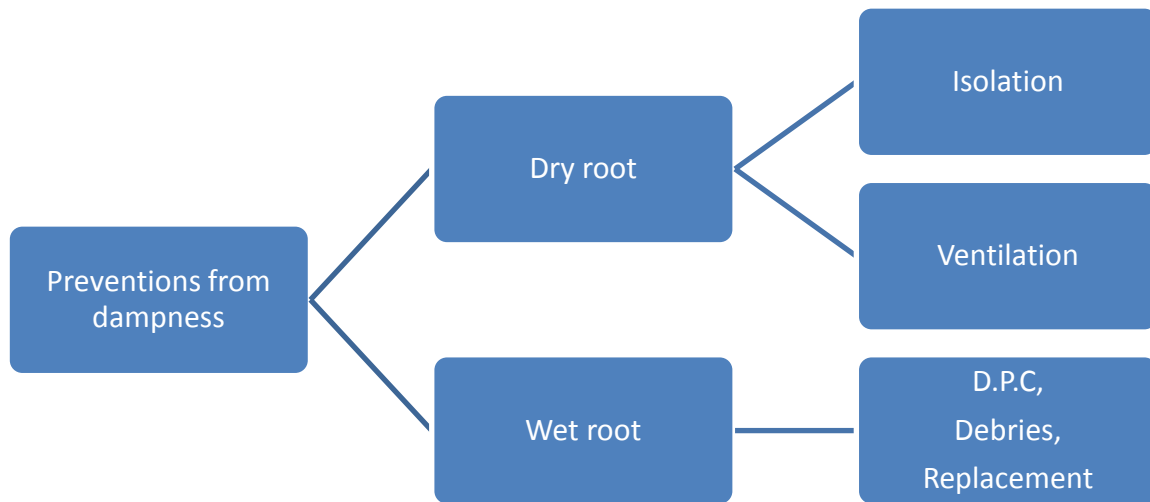 Preventions from
dampness
Dry root
Isolation
Ventilation
Wet root
D.P.C,
Debries,
Replacement